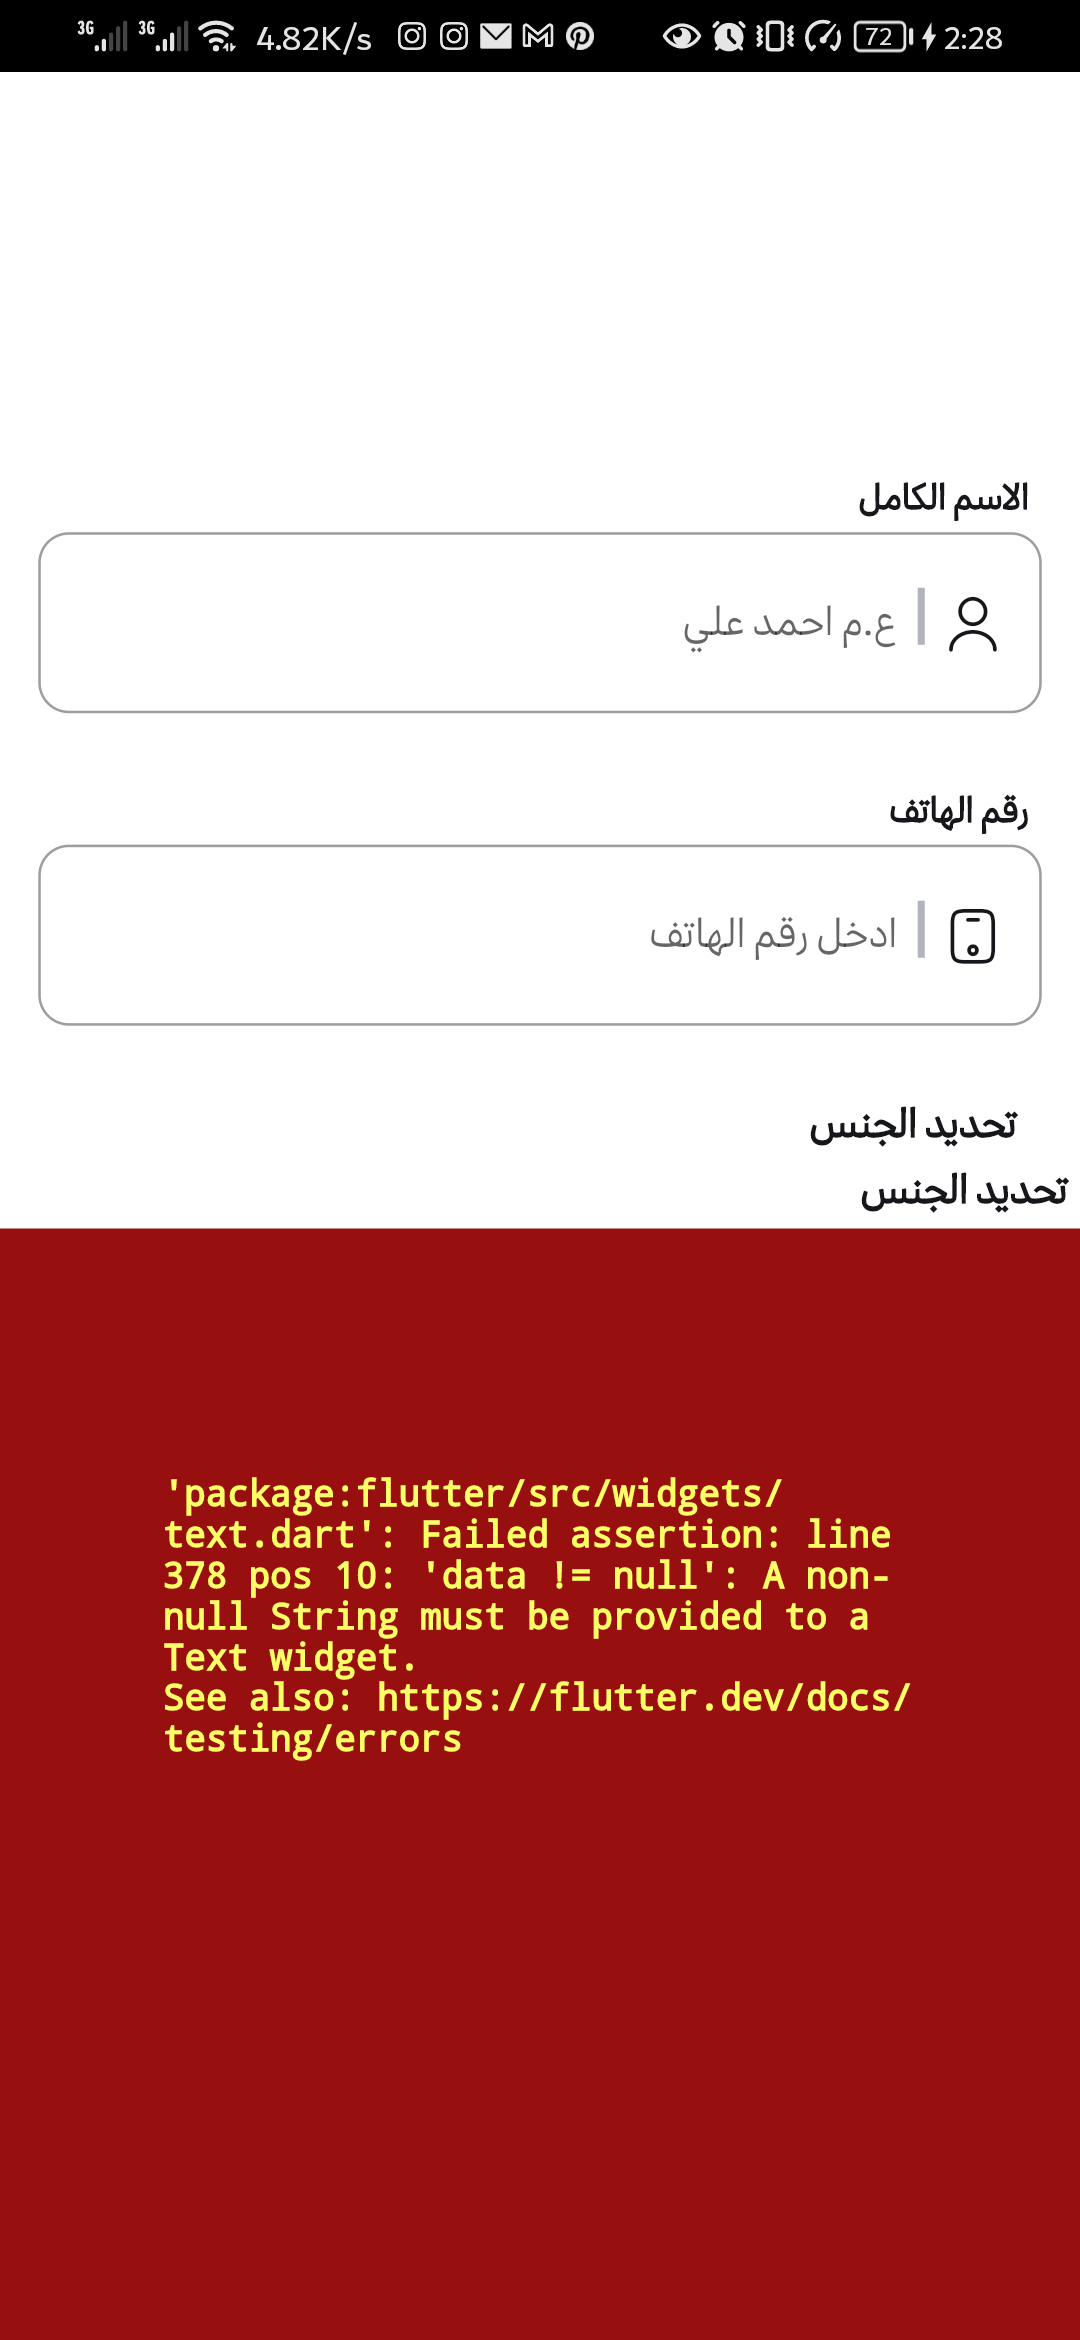 3G 3G 4.82K/s 72 2:28
الاسم الكامل
ع.م احمد علي
رقم الهاتف
ادخل رقم الهاتف
تحديد الجنس
تحديد الجنس
'package:flutter/src/widgets/
text.dart': Failed assertion: line
378 pos 10: 'data != null': A non-
null String must be provided to a
Text widget.
See also: https://flutter.dev/docs/
testing/errors